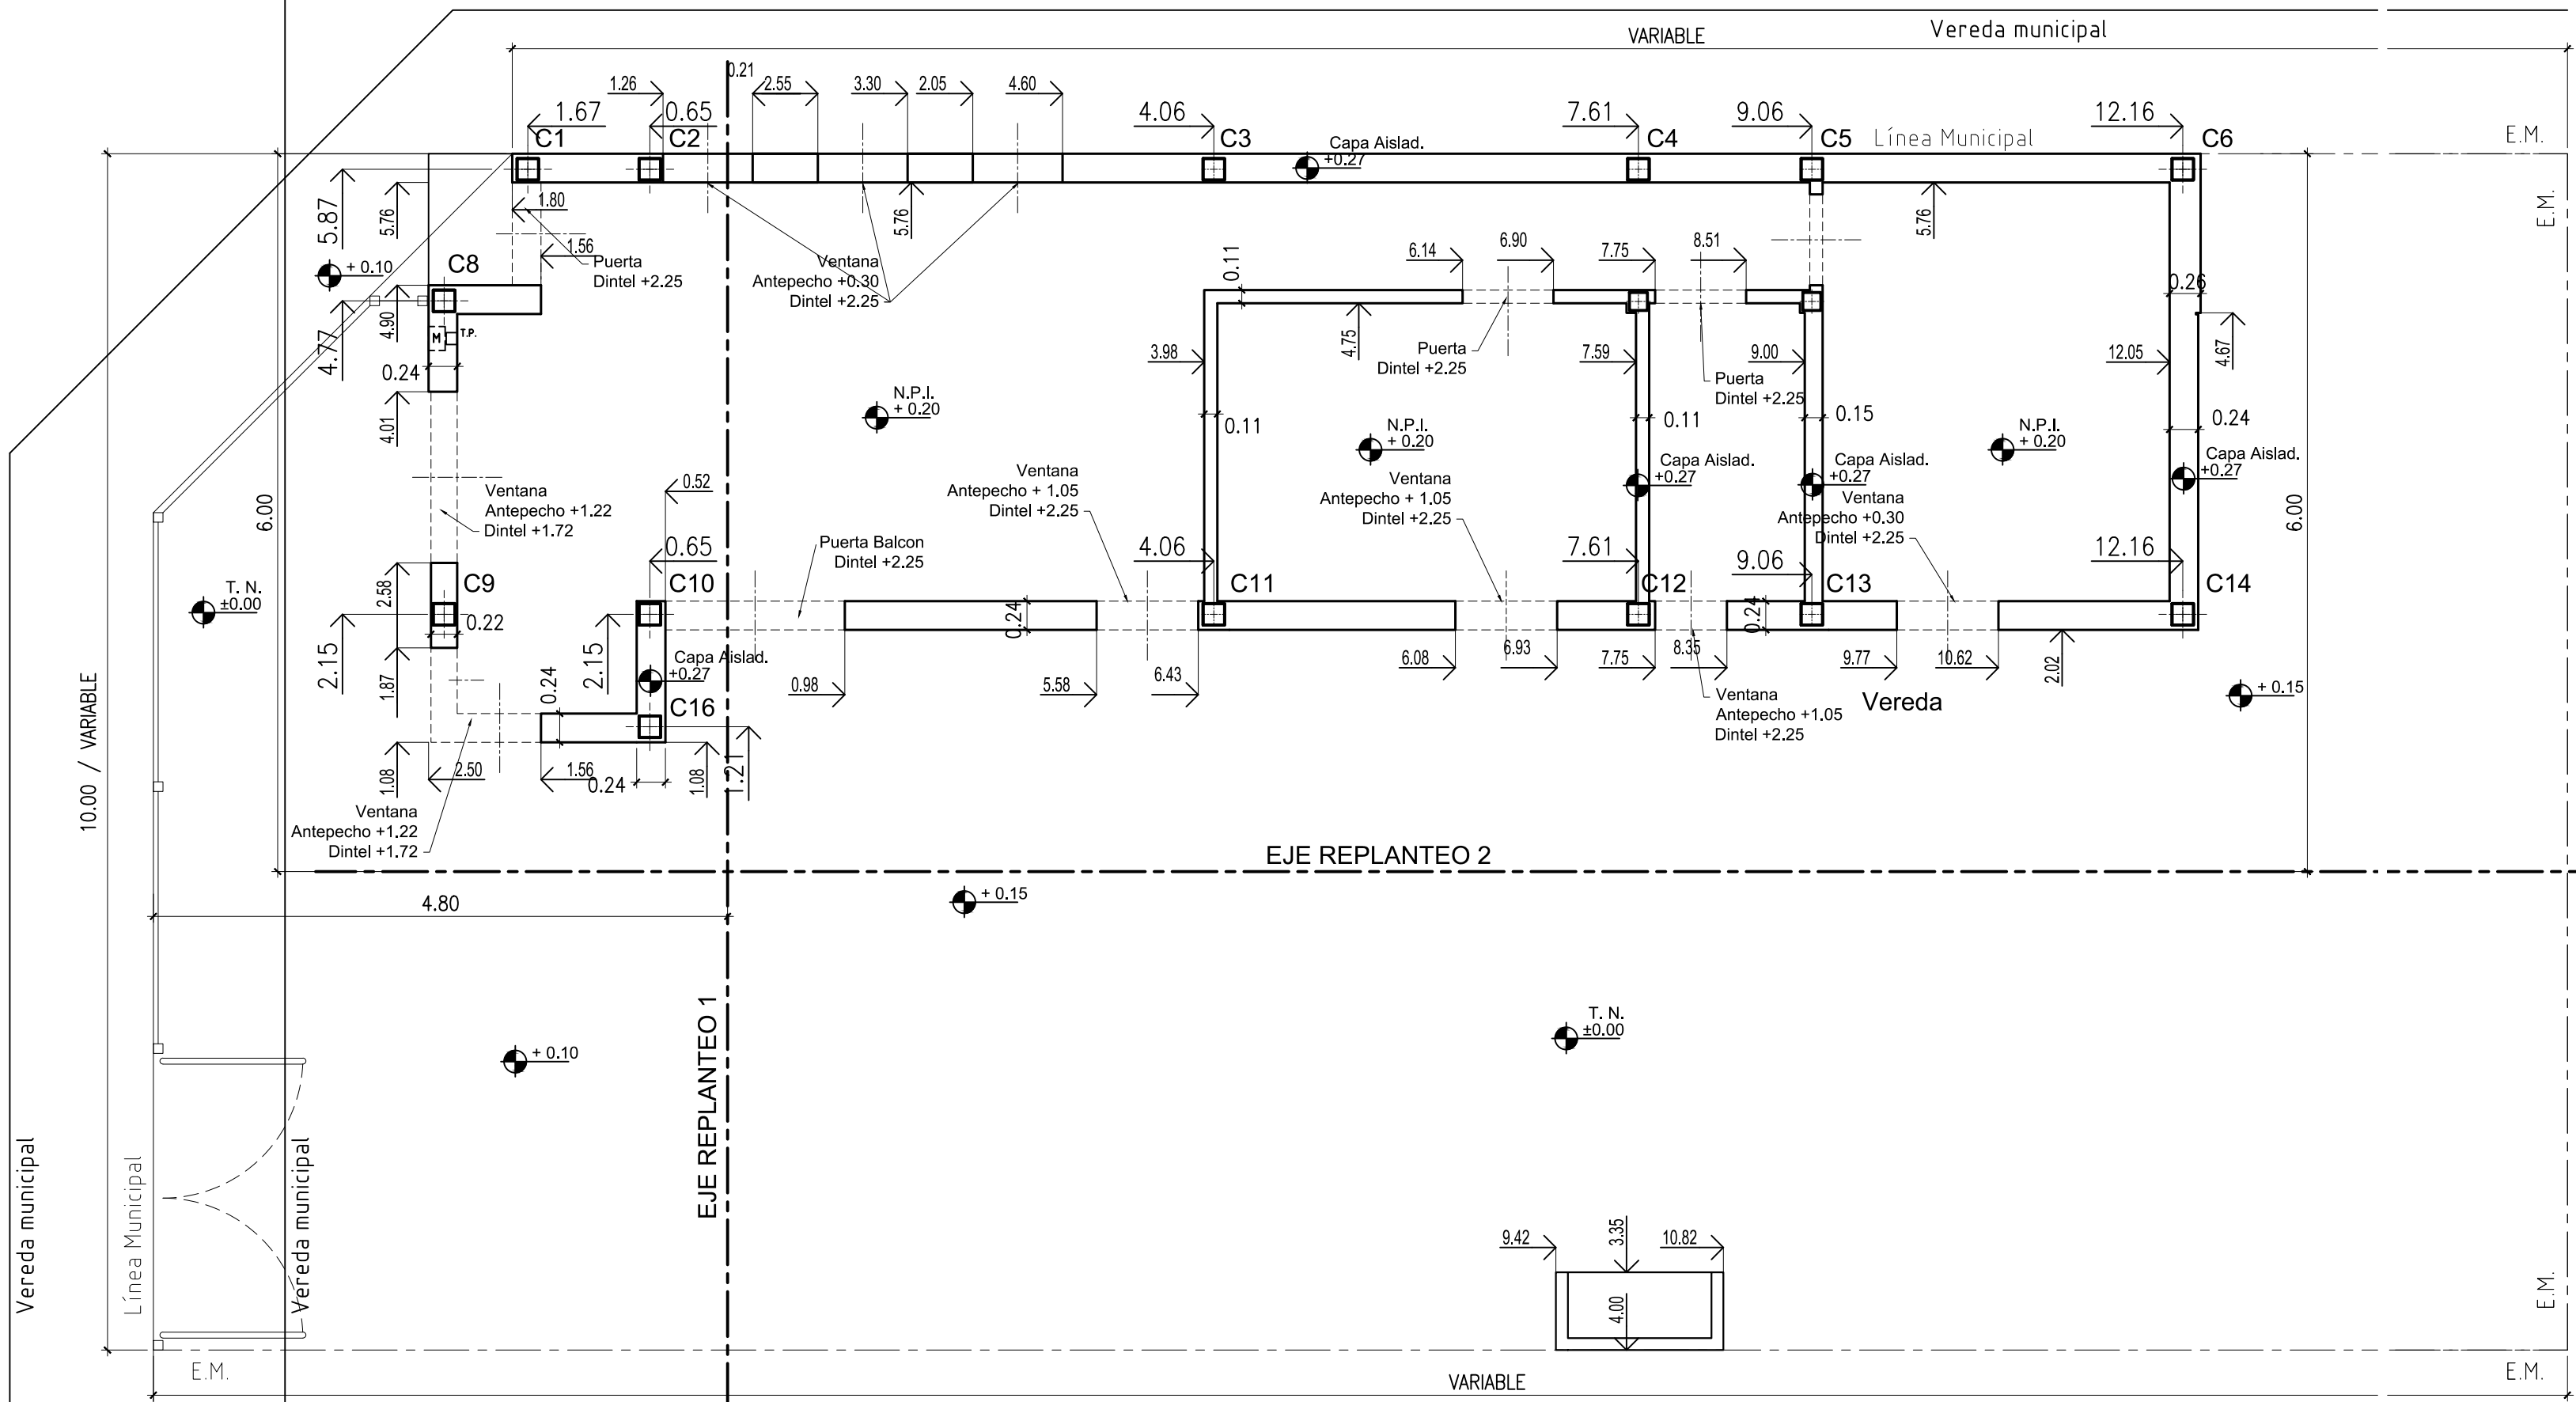 Vereda municipal
VARIABLE
0.21
1.26
2.55
3.30
2.05
4.60
1.67
0.65
4.06
7.61
9.06
12.16
C1
C2
C3
C4
C5
C6
Capa Aislad.
+0.27
Línea Municipal
E.M.
E.M.
5.87
5.76
1.80
5.76
5.76
1.56
Puerta
Dintel +2.25
Ventana
Antepecho +0.30
Dintel +2.25
0.11
6.14
6.90
7.75
8.51
+ 0.10
C8
0.26
4.77
4.90
M
T.P.
0.24
3.98
4.75
Puerta
Dintel +2.25
7.59
9.00
Puerta
Dintel +2.25
12.05
4.67
4.01
N.P.I.
+ 0.20
0.11
N.P.I.
+ 0.20
0.11
0.15
N.P.I.
+ 0.20
0.24
Capa Aislad.
+0.27
Capa Aislad.
+0.27
Capa Aislad.
+0.27
6.00
Ventana
Antepecho +1.22
Dintel +1.72
0.52
Ventana
Antepecho + 1.05
Dintel +2.25
Ventana
Antepecho + 1.05
Dintel +2.25
Ventana
Antepecho +0.30
Dintel +2.25
6.00
Puerta Balcon
Dintel +2.25
0.65
4.06
7.61
9.06
12.16
T. N.
±0.00
2.58
C9
C10
C11
C12
C13
C14
0.22
0.24
0.24
2.15
1.87
2.15
Capa Aislad.
+0.27
0.24
0.98
5.58
6.43
6.08
6.93
7.75
8.35
9.77
10.62
2.02
+ 0.15
Vereda
C16
Ventana
Antepecho +1.05
Dintel +2.25
10.00 / VARIABLE
1.08
2.50
1.56
0.24
1.08
1.21
Ventana
Antepecho +1.22
Dintel +1.72
EJE REPLANTEO 2
4.80
+ 0.15
EJE REPLANTEO 1
T. N.
±0.00
+ 0.10
Vereda municipal
Línea Municipal
Vereda municipal
9.42
3.35
10.82
4.00
E.M.
E.M.
E.M.
VARIABLE